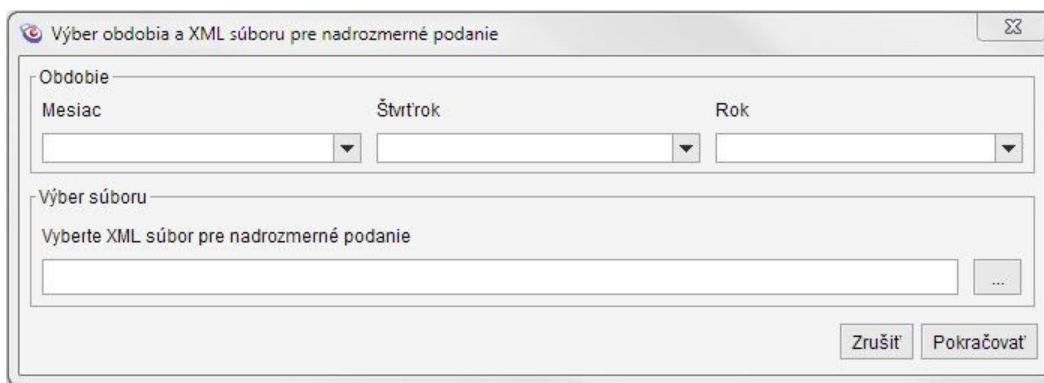 Výber obdobia a XML súboru pre nadrozmerné podanie
Obdobie
Mesiac Štvrťrok Rok
Výber súboru
Vyberte XML súbor pre nadrozmerné podanie
...
Zrušiť Pokračovať